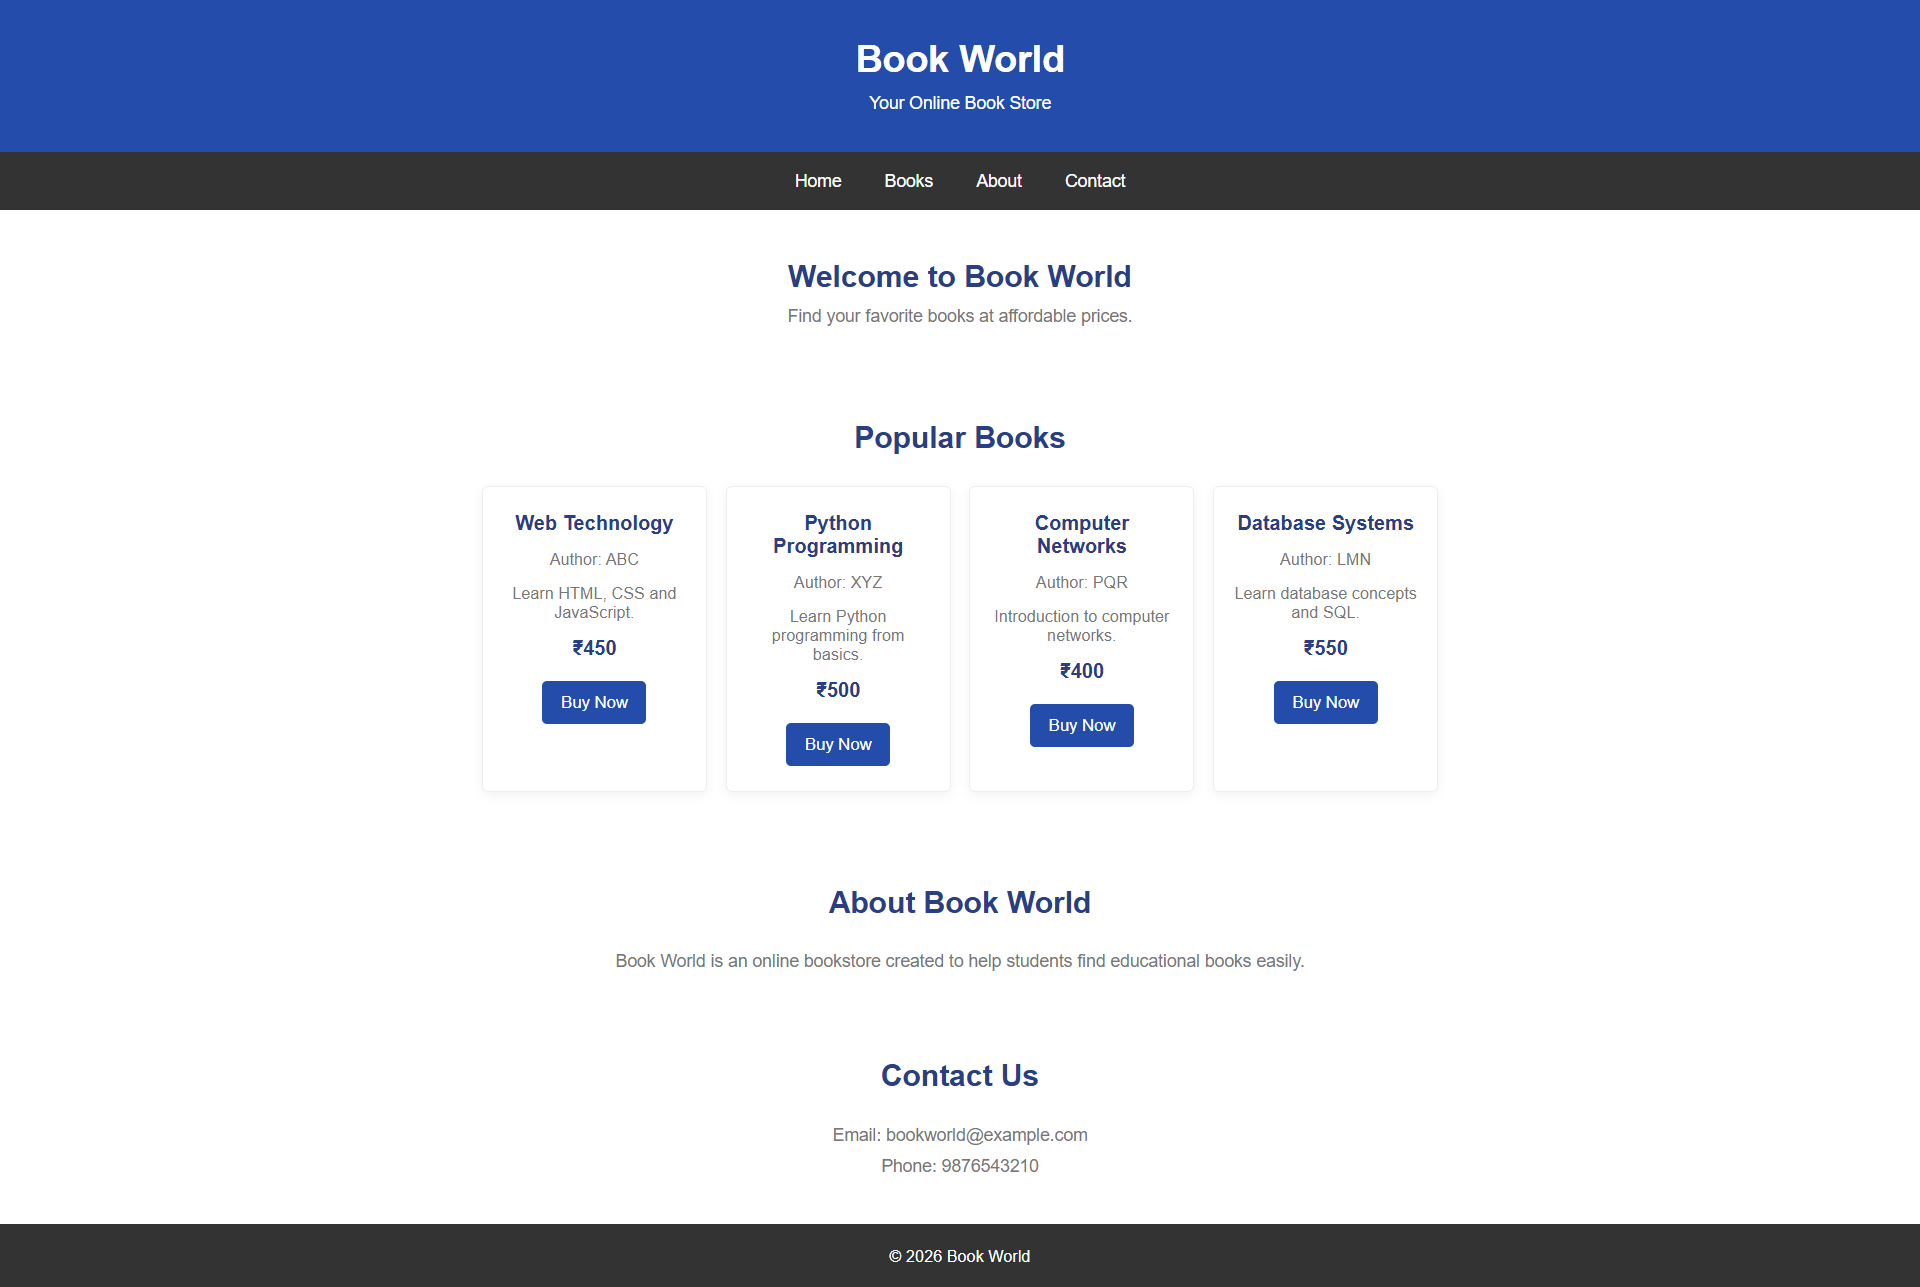 Book World
Your Online Book Store
Home Books About Contact
Welcome to Book World
Find your favorite books at affordable prices.
Popular Books
Web Technology
Author: ABC
Learn HTML, CSS and
JavaScript.
₹450
Buy Now
Python
Programming
Author: XYZ
Learn Python
programming from
basics.
₹500
Buy Now
Computer
Networks
Author: PQR
Introduction to computer
networks.
₹400
Buy Now
Database Systems
Author: LMN
Learn database concepts
and SQL.
₹550
Buy Now
About Book World
Book World is an online bookstore created to help students find educational books easily.
Contact Us
Email: bookworld@example.com
Phone: 9876543210
© 2026 Book World